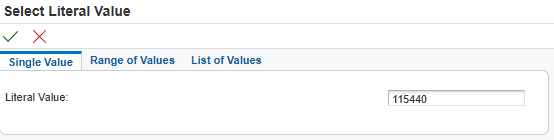 Select Literal Value
Single Value Range of Values List of Values
Literal Value: 115440